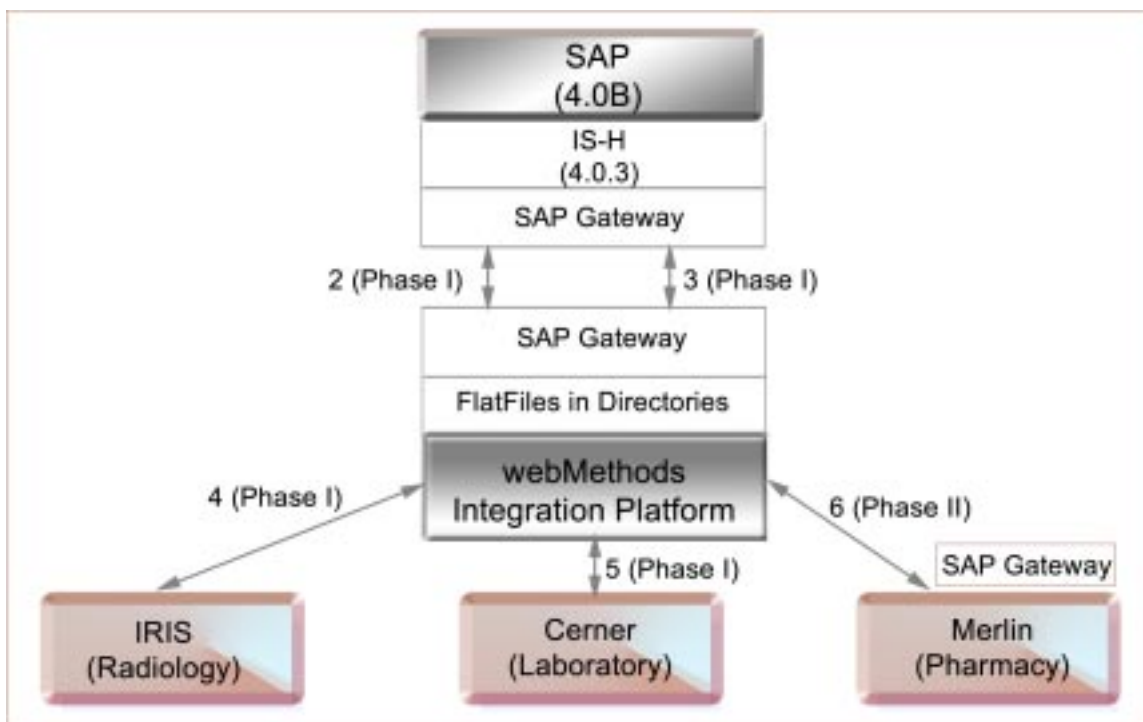 SAP
(4.0B)
IS-H
(4.0.3)
SAP Gateway
2 (Phase I)
3 (Phase I)
SAP Gateway
FlatFiles in Directories
webMethods
Integration Platform
4 (Phase I)
6 (Phase II)
5 (Phase I)
SAP Gateway
IRIS
(Radiology)
Cerner
(Laboratory)
Merlin
(Pharmacy)